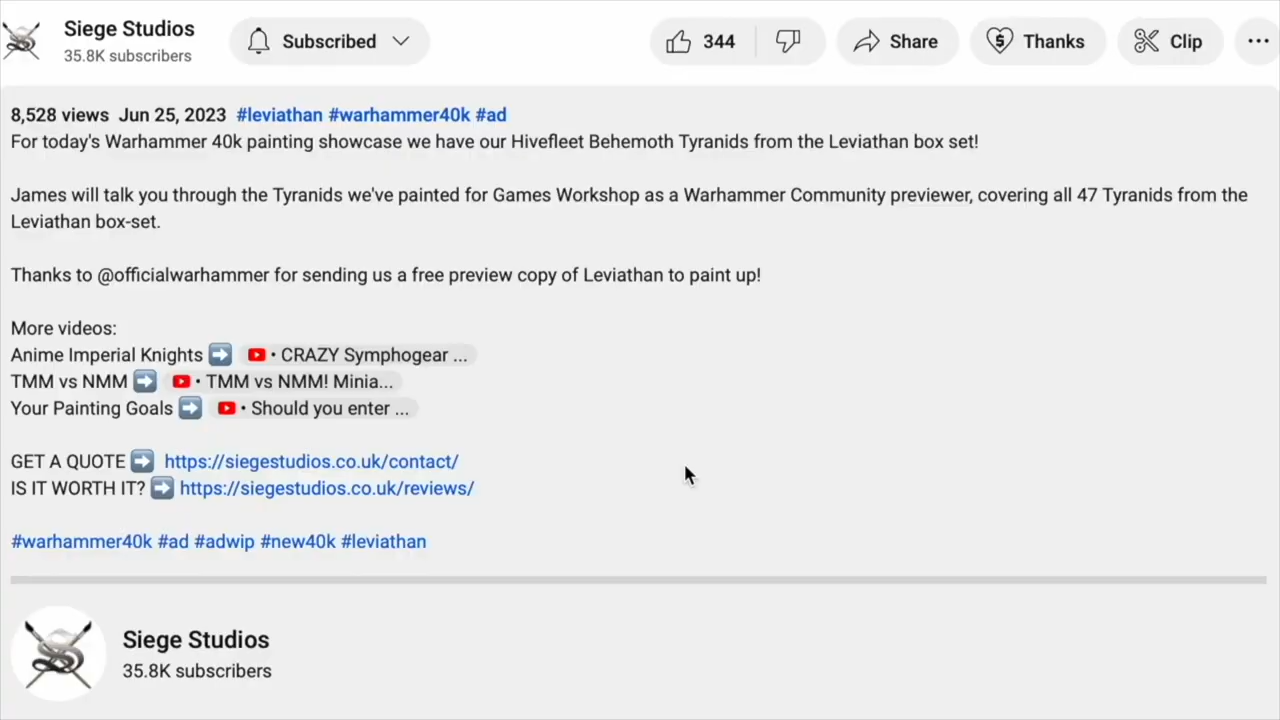 Siege Studios
35.8K subscribers
Subscribed
344
Share
Thanks
Clip
8,528 views Jun 25, 2023 #leviathan #warhammer40k #ad
For today's Warhammer 40k painting showcase we have our Hivefleet Behemoth Tyranids from the Leviathan box set!
James will talk you through the Tyranids we've painted for Games Workshop as a Warhammer Community previewer, covering all 47 Tyranids from the
Leviathan box-set.
Thanks to @officialwarhammer for sending us a free preview copy of Leviathan to paint up!
More videos:
Anime Imperial Knights ➡️ • CRAZY Symphogear ...
TMM vs NMM ➡️ • TMM vs NMM! Minia...
Your Painting Goals ➡️ • Should you enter ...
GET A QUOTE ➡️ https://siegestudios.co.uk/contact/
IS IT WORTH IT? ➡️ https://siegestudios.co.uk/reviews/
#warhammer40k #ad #adwip #new40k #leviathan
Siege Studios
35.8K subscribers